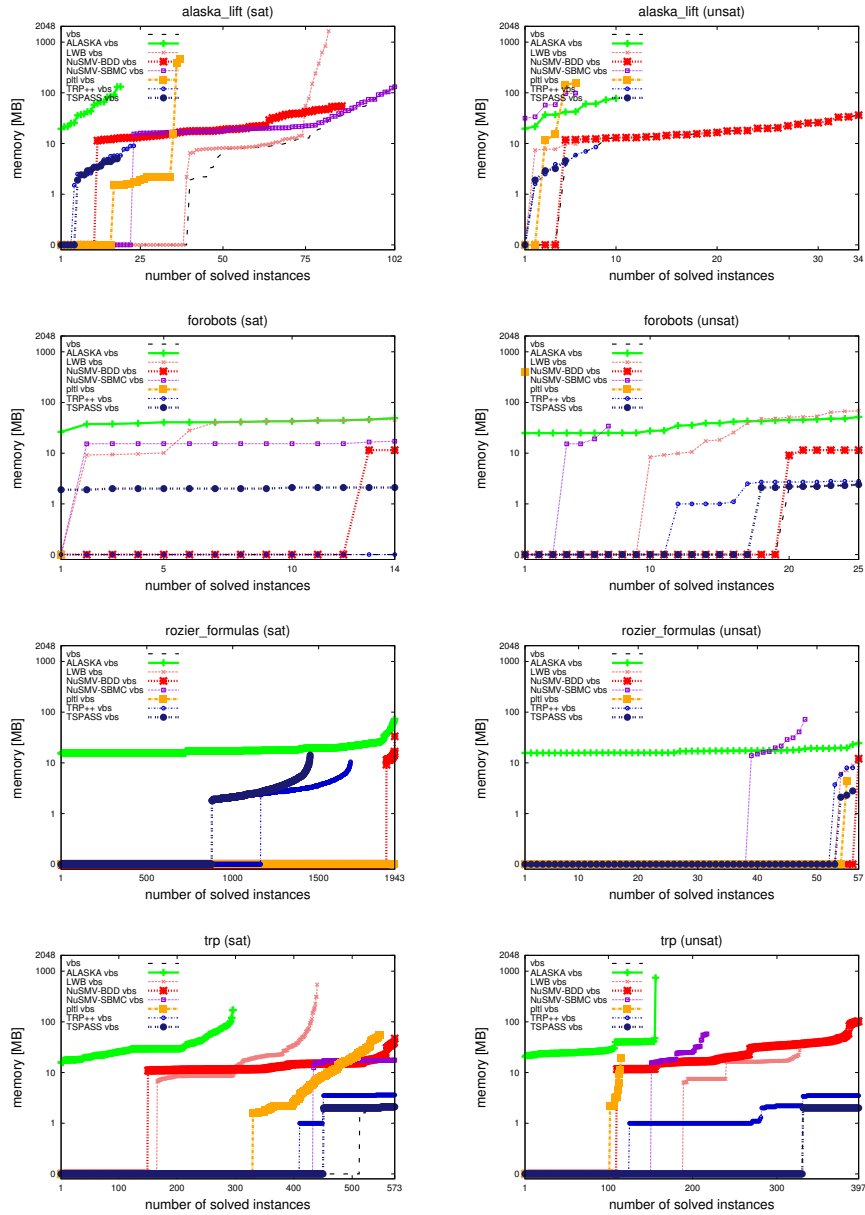 alaska_lift (sat)
2048
1000
100
10
1
0
memory [MB]
vbs
ALASKA vbs
LWB vbs
NuSMV-BDD vbs
NuSMV-SBMC vbs
pltl vbs
TRP++ vbs
TSPASS vbs
1 25 50 75 102
number of solved instances
alaska_lift (unsat)
2048
1000
100
10
1
0
memory [MB]
vbs
ALASKA vbs
LWB vbs
NuSMV-BDD vbs
NuSMV-SBMC vbs
pltl vbs
TRP++ vbs
TSPASS vbs
1 10 20 30 34
number of solved instances
forobots (sat)
2048
1000
100
10
1
0
memory [MB]
vbs
ALASKA vbs
LWB vbs
NuSMV-BDD vbs
NuSMV-SBMC vbs
pltl vbs
TRP++ vbs
TSPASS vbs
1 5 10 14
number of solved instances
forobots (unsat)
2048
1000
100
10
1
0
memory [MB]
vbs
ALASKA vbs
LWB vbs
NuSMV-BDD vbs
NuSMV-SBMC vbs
pltl vbs
TRP++ vbs
TSPASS vbs
1 10 20 25
number of solved instances
rozier_formulas (sat)
2048
1000
100
10
1
0
memory [MB]
vbs
ALASKA vbs
LWB vbs
NuSMV-BDD vbs
NuSMV-SBMC vbs
pltl vbs
TRP++ vbs
TSPASS vbs
1 500 1000 1500 1943
number of solved instances
rozier_formulas (unsat)
2048
1000
100
10
1
0
memory [MB]
vbs
ALASKA vbs
LWB vbs
NuSMV-BDD vbs
NuSMV-SBMC vbs
pltl vbs
TRP++ vbs
TSPASS vbs
1 10 20 30 40 50 57
number of solved instances
trp (sat)
2048
1000
100
10
1
0
memory [MB]
vbs
ALASKA vbs
LWB vbs
NuSMV-BDD vbs
NuSMV-SBMC vbs
pltl vbs
TRP++ vbs
TSPASS vbs
1 100 200 300 400 500 573
number of solved instances
trp (unsat)
2048
1000
100
10
1
0
memory [MB]
vbs
ALASKA vbs
LWB vbs
NuSMV-BDD vbs
NuSMV-SBMC vbs
pltl vbs
TRP++ vbs
TSPASS vbs
1 100 200 300 397
number of solved instances